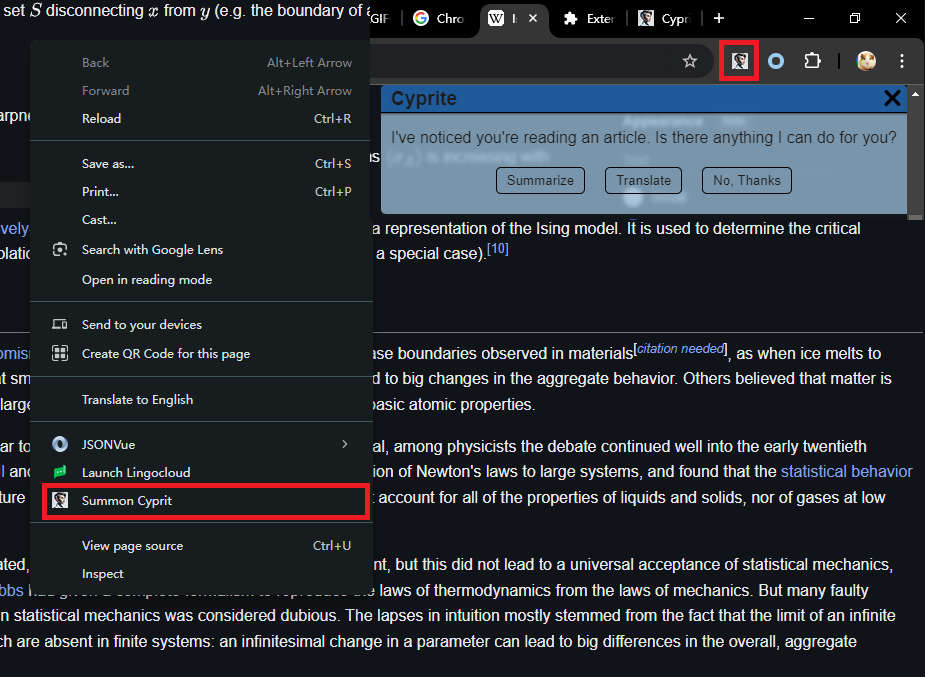 set S disconnecting x from y (e.g. the boundary of a
GIF
Chro
I
Exter
Cypri
Cyprite
I've noticed you're reading an article. Is there anything I can do for you?
Summarize
Translate
No, Thanks
Back Alt+Left Arrow
Forward Alt+Right Arrow
Reload Ctrl+R
Save as... Ctrl+S
Print... Ctrl+P
Cast...
Search with Google Lens
Open in reading mode
Send to your devices
Create QR Code for this page
Translate to English
JSONVue
Launch Lingocloud
Summon Cyprit
View page source Ctrl+U
Inspect
is increasing with
vely a representation of the Ising model. It is used to determine the critical
a special case).[10]
ase boundaries observed in materials[citation needed], as when ice melts to
t sm d to big changes in the aggregate behavior. Others believed that matter is
large basic atomic properties.
ar to al, among physicists the debate continued well into the early twentieth
l and ion of Newton's laws to large systems, and found that the statistical behavior
ture account for all of the properties of liquids and solids, nor of gases at low
ated, nt, but this did not lead to a universal acceptance of statistical mechanics,
bbs had given a complete formalism to reproduce the laws of thermodynamics from the laws of mechanics. But many faulty
n statistical mechanics was considered dubious. The lapses in intuition mostly stemmed from the fact that the limit of an infinite
ch are absent in finite systems: an infinitesimal change in a parameter can lead to big differences in the overall, aggregate